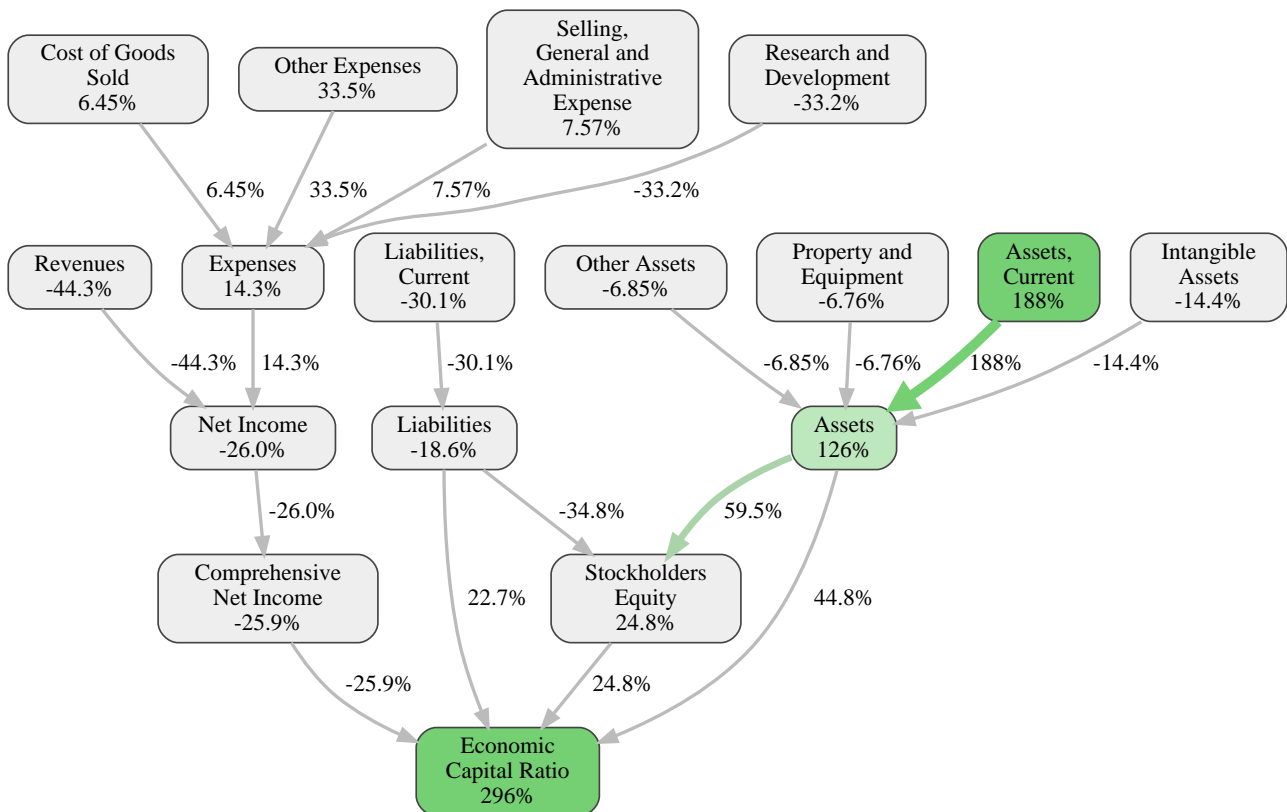 Cost of Goods
Sold
6.45%
Other Expenses
33.5%
Selling,
General and
Administrative
Expense
7.57%
Research and
Development
-33.2%
6.45%
33.5%
7.57%
-33.2%
Revenues
-44.3%
Expenses
14.3%
Liabilities,
Current
-30.1%
Other Assets
-6.85%
Property and
Equipment
-6.76%
Assets,
Current
188%
Intangible
Assets
-14.4%
-44.3%
14.3%
-30.1%
-6.85%
-6.76%
188%
-14.4%
Net Income
-26.0%
Liabilities
-18.6%
Assets
126%
-26.0%
-34.8%
59.5%
Comprehensive
Net Income
-25.9%
22.7%
Stockholders
Equity
24.8%
44.8%
-25.9%
24.8%
Economic
Capital Ratio
296%